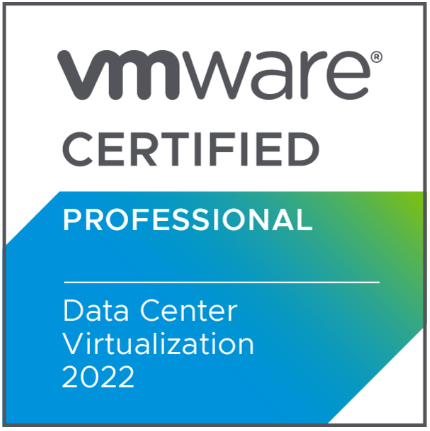 vmware®
CERTIFIED
PROFESSIONAL
Data Center
Virtualization
2022